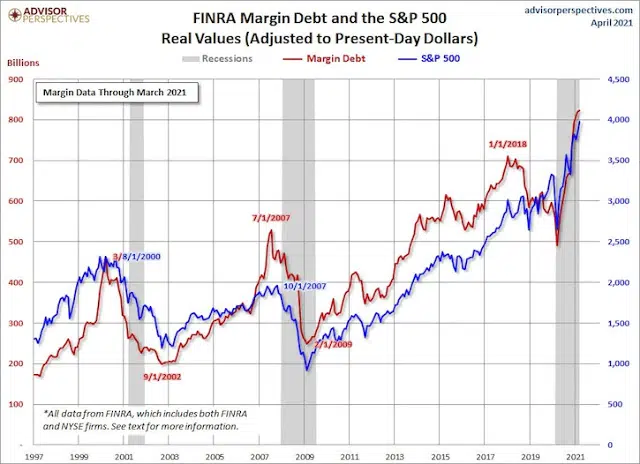 ADVISOR
PERSPECTIVES
FINRA Margin Debt and the S&P 500
Real Values (Adjusted to Present-Day Dollars)
advisorperspectives.com
April 2021
Billions
Recessions
Margin Debt
S&P 500
Margin Data Through March 2021
900
800
700
600
500
400
300
200
100
-
4,500
4,000
3,500
3,000
2,500
2,000
1,500
1,000
500
0
3/8/1/2000
9/1/2002
7/1/2007
10/1/2007
2/1/2009
1/1/2018
*All data from FINRA, which includes both FINRA
and NYSE firms. See text for more information.
1997 1999 2001 2003 2005 2007 2009 2011 2013 2015 2017 2019 2021